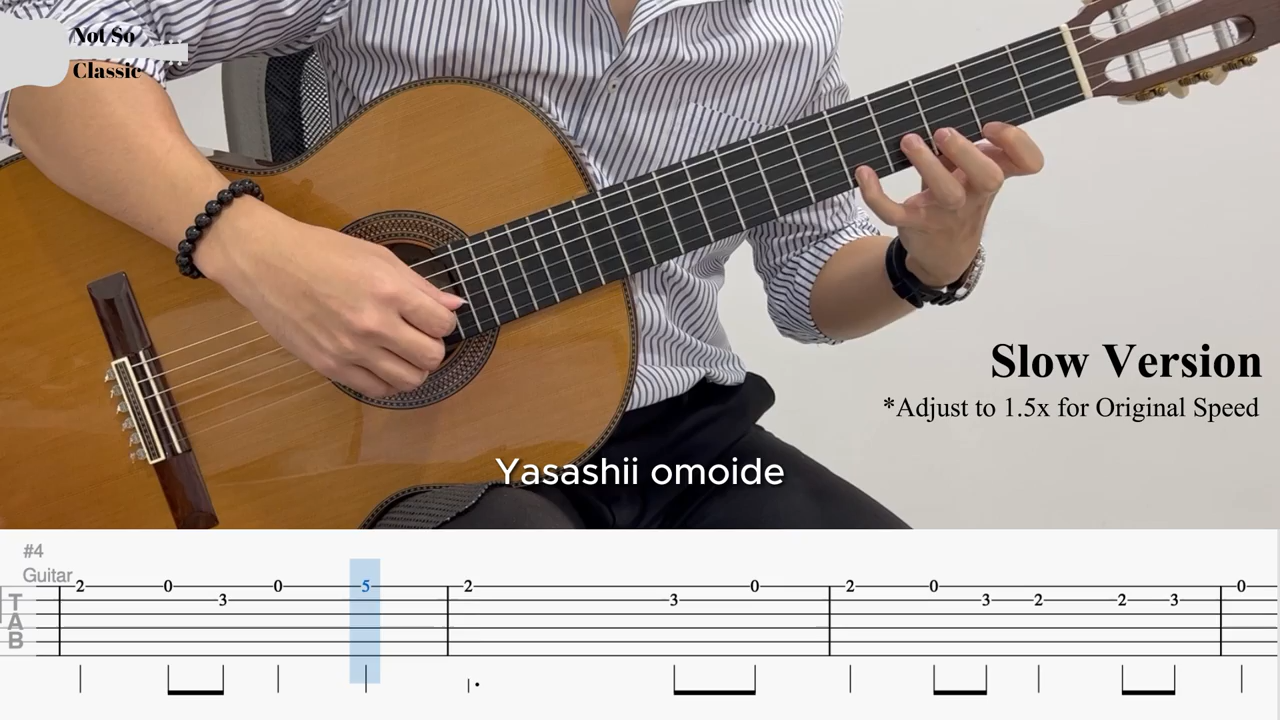 Not So
Classic
Slow Version
*Adjust to 1.5x for Original Speed
Yasashii omoide
#4
Guitar
2 0 3 0 5 2 3 0 2 0 3 2 2 3 0
T
A
B